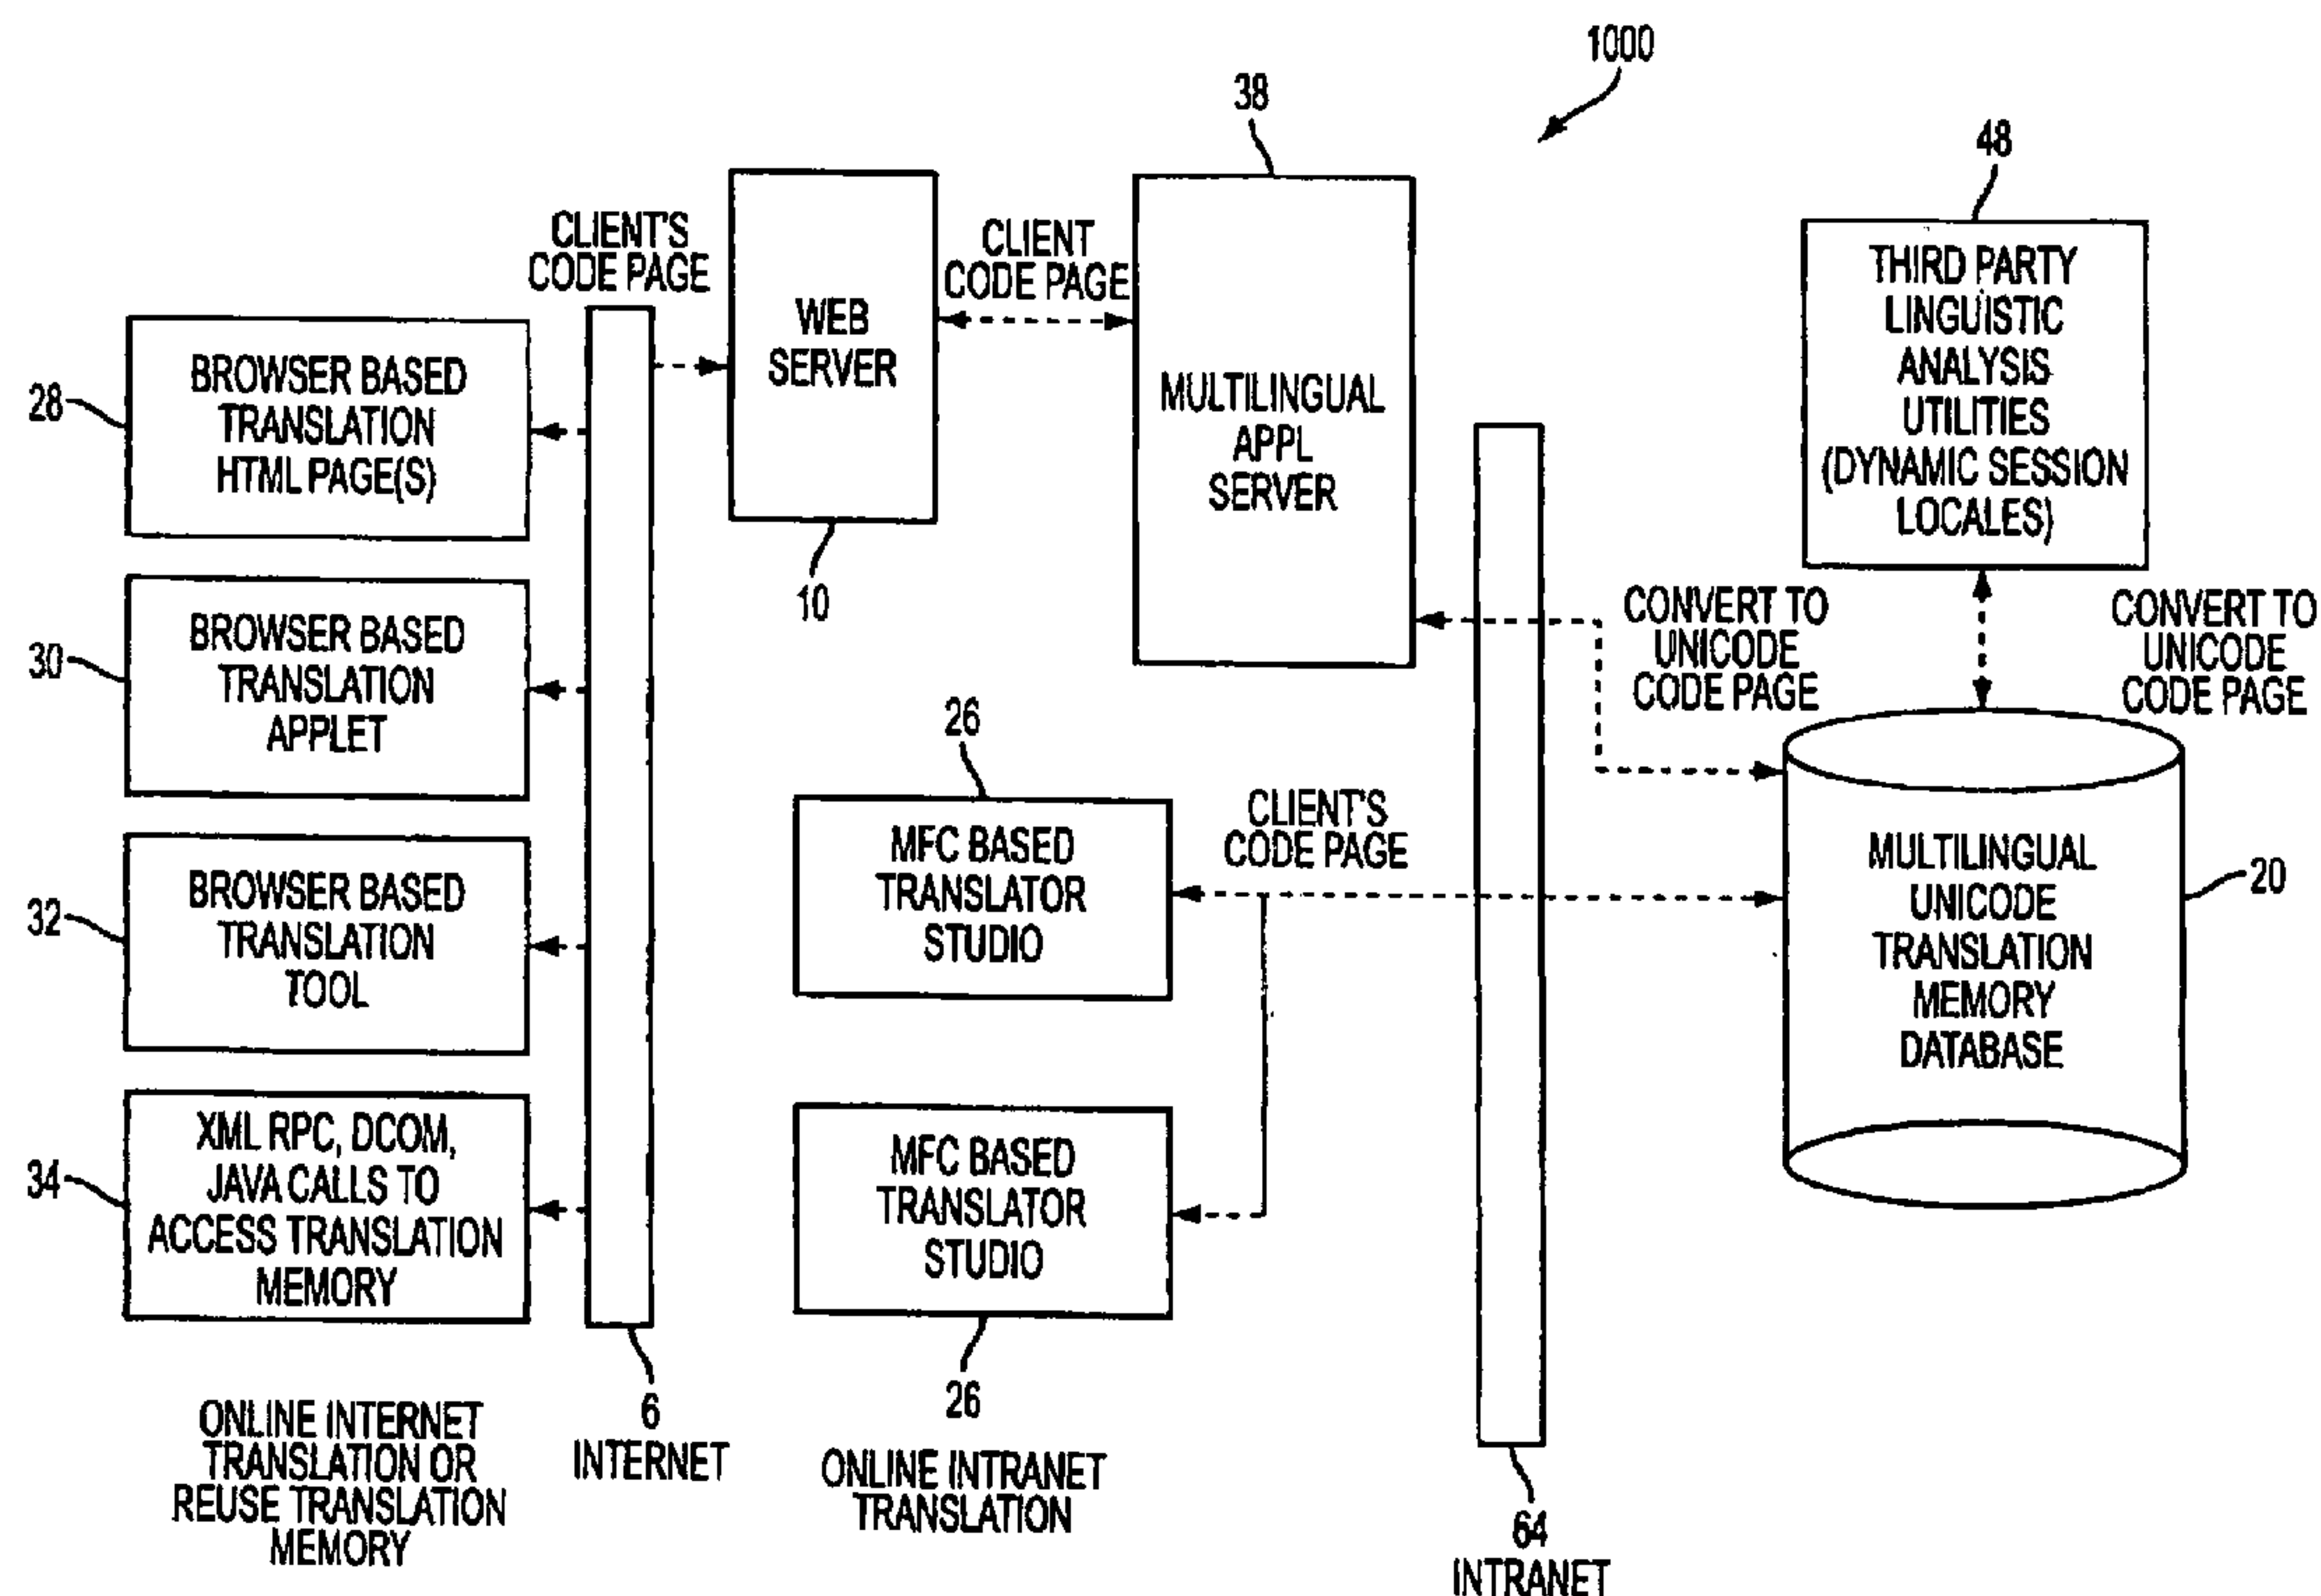 1000
38
48
CLIENT'S
CODE PAGE
CLIENT
CODE PAGE
WEB
SERVER
10
MULTILINGUAL
APPL
SERVER
THIRD PARTY
LINGUISTIC
ANALYSIS
UTILITIES
(DYNAMIC SESSION
LOCALES)
28
BROWSER BASED
TRANSLATION
HTML PAGE(S)
30
BROWSER BASED
TRANSLATION
APPLET
32
BROWSER BASED
TRANSLATION
TOOL
34
XML RPC, DCOM,
JAVA CALLS TO
ACCESS TRANSLATION
MEMORY
CONVERT TO
UNICODE
CODE PAGE
CONVERT TO
UNICODE
CODE PAGE
26
MFC BASED
TRANSLATOR
STUDIO
CLIENT'S
CODE PAGE
MULTILINGUAL
UNICODE
TRANSLATION
MEMORY
DATABASE
20
MFC BASED
TRANSLATOR
STUDIO
26
ONLINE INTERNET
TRANSLATION OR
REUSE TRANSLATION
MEMORY
6
INTERNET
ONLINE INTRANET
TRANSLATION
64
INTRANET